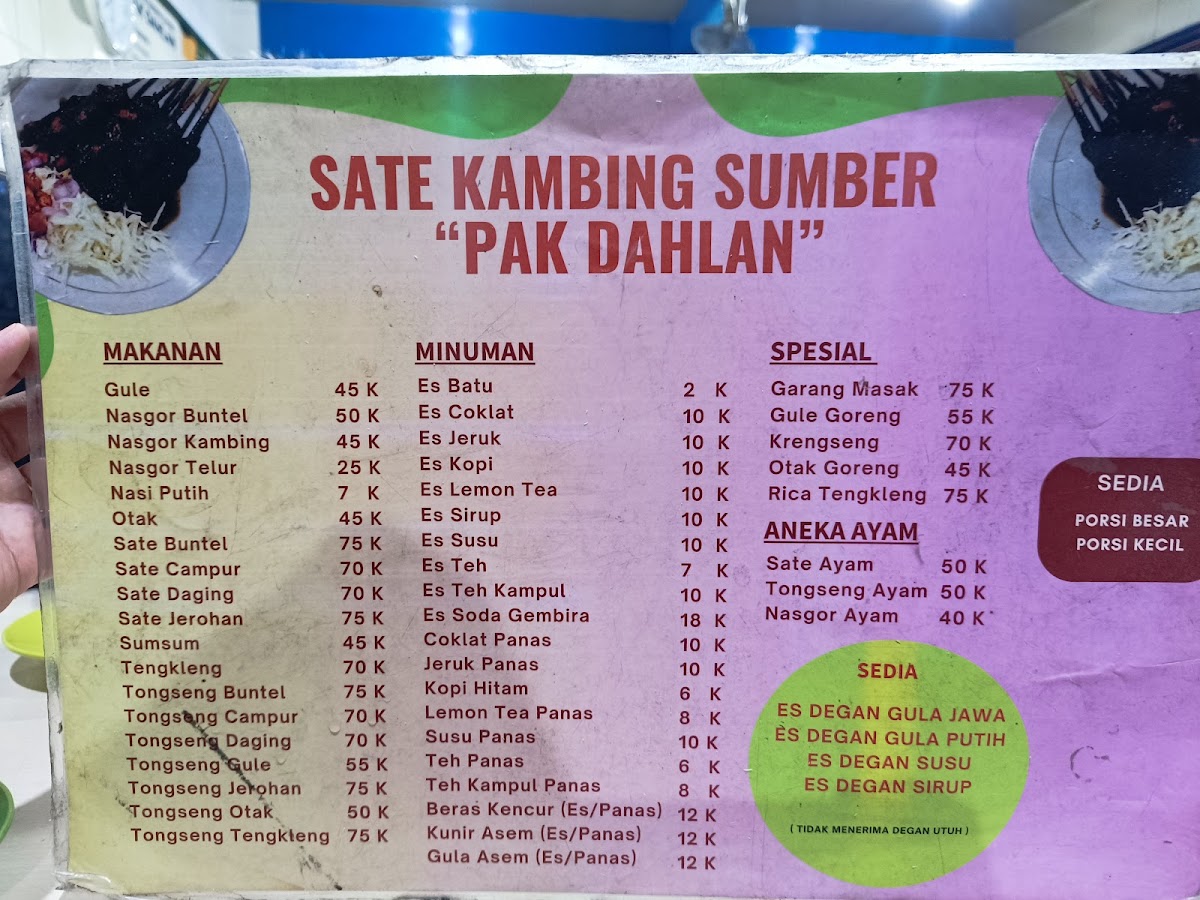 SATE KAMBING SUMBER
“PAK DAHLAN”
MAKANAN
Gule 45 K
Nasgor Buntel 50 K
Nasgor Kambing 45 K
Nasgor Telur 25 K
Nasi Putih 7 K
Otak 45 K
Sate Buntel 75 K
Sate Campur 70 K
Sate Daging 70 K
Sate Jerohan 75 K
Sumsum 45 K
Tengkleng 70 K
Tongseng Buntel 75 K
Tongseng Campur 70 K
Tongseng Daging 70 K
Tongseng Gule 55 K
Tongseng Jerohan 75 K
Tongseng Otak 50 K
Tongseng Tengkleng 75 K
MINUMAN
Es Batu 2 K
Es Coklat 10 K
Es Jeruk 10 K
Es Kopi 10 K
Es Lemon Tea 10 K
Es Sirup 10 K
Es Susu 10 K
Es Teh 7 K
Es Teh Kampul 10 K
Es Soda Gembira 18 K
Coklat Panas 10 K
Jeruk Panas 10 K
Kopi Hitam 6 K
Lemon Tea Panas 8 K
Susu Panas 10 K
Teh Panas 6 K
Teh Kampul Panas 8 K
Beras Kencur (Es/Panas) 12 K
Kunir Asem (Es/Panas) 12 K
Gula Asem (Es/Panas) 12 K
SPESIAL
Garang Masak 75 K
Gule Goreng 55 K
Krengseng 70 K
Otak Goreng 45 K
Rica Tengkleng 75 K
ANEKA AYAM
Sate Ayam 50 K
Tongseng Ayam 50 K
Nasgor Ayam 40 K
SEDIA
ES DEGAN GULA JAWA
ES DEGAN GULA PUTIH
ES DEGAN SUSU
ES DEGAN SIRUP
( TIDAK MENERIMA DEGAN UTUH )
SEDIA
PORSI BESAR
PORSI KECIL